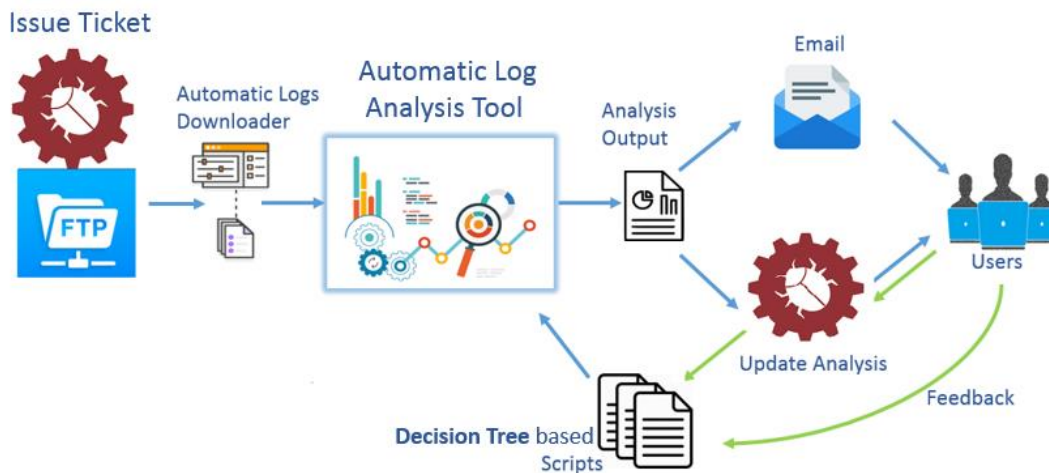 Issue Ticket
FTP
Automatic Logs
Downloader
Automatic Log
Analysis Tool
Analysis
Output
Email
Users
Update Analysis
Feedback
Decision Tree based
Scripts